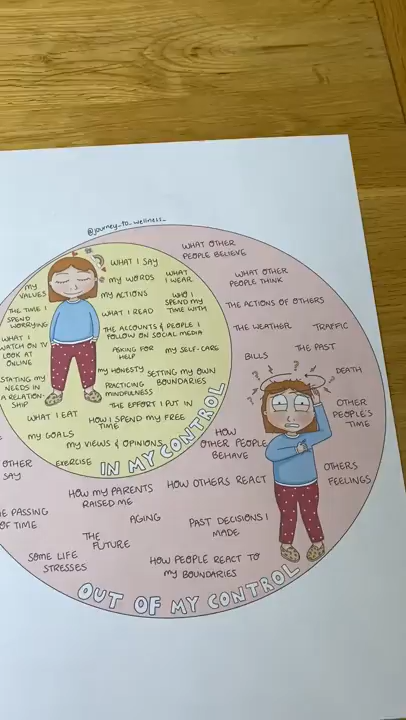 @journey_to_wellness_
WHAT I SAY
MY WORDS
MY ACTIONS
WHAT
I WEAR
MY
VALUES
WHAT I READ
WHO I
SPEND MY
TIME WITH
THE TIME I
SPEND
WORRYING
THE ACCOUNTS & PEOPLE I
FOLLOW ON SOCIAL MEDIA
WHAT I
WATCH ON TV
LOOK AT
ONLINE
ASKING FOR
HELP
MY SELF-CARE
MY HONESTY
SETTING MY OWN
BOUNDARIES
STATING MY
NEEDS IN
A RELATION-
SHIP
PRACTICING
MINDFULNESS
THE EFFORT I PUT IN
WHAT I EAT
HOW I SPEND MY FREE
TIME
MY GOALS
MY VIEWS & OPINIONS
EXERCISE
IN MY CONTROL
WHAT OTHER
PEOPLE BELIEVE
WHAT OTHER
PEOPLE THINK
THE ACTIONS OF OTHERS
THE WEATHER
TRAFFIC
BILLS
THE PAST
DEATH
OTHER
PEOPLE'S
TIME
HOW
OTHER PEOPLE
BEHAVE
OTHERS
FEELINGS
OTHER
SAY
HOW MY PARENTS
RAISED ME
HOW OTHERS REACT
PASSING
OF TIME
AGING
THE
FUTURE
PAST DECISIONS I
MADE
SOME LIFE
STRESSES
HOW PEOPLE REACT TO
MY BOUNDARIES
OUT OF MY CONTROL